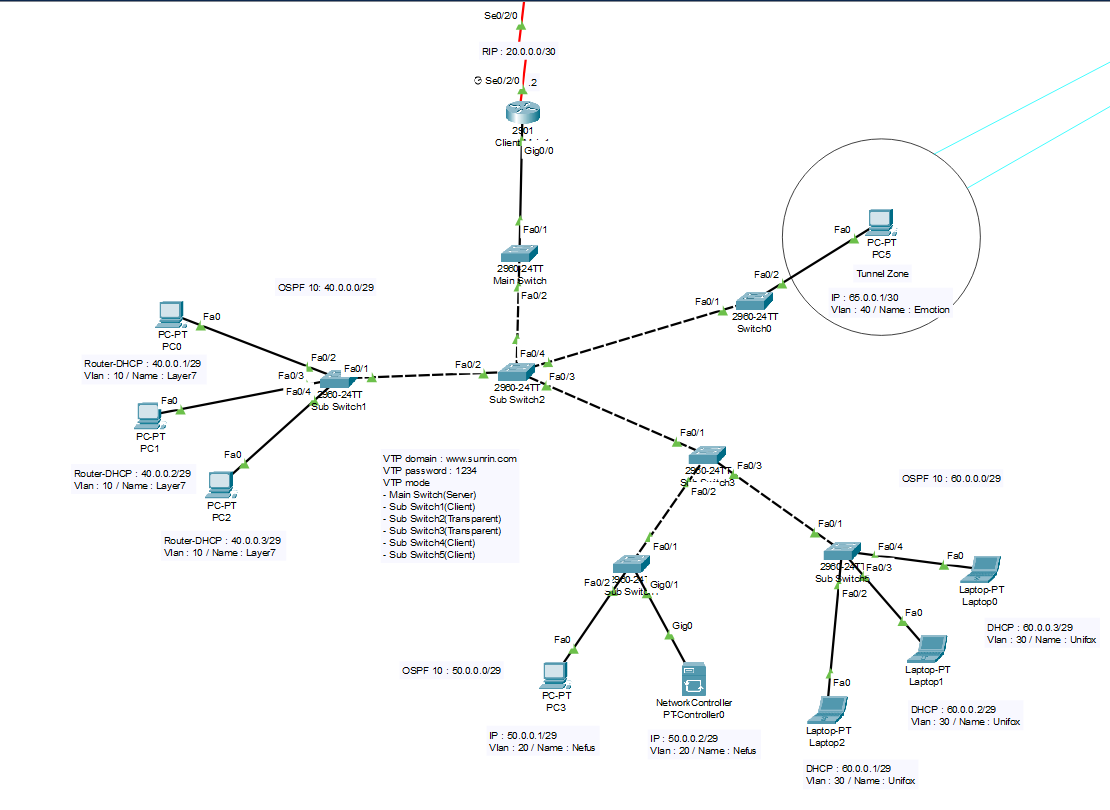 Se0/2/0
RIP : 20.0.0.0/30
Se0/2/0
.2
2901
Client
Gig0/0
Fa0/1
2960-24TT
Main Switch
Fa0/2
OSPF 10: 40.0.0.0/29
Fa0
PC-PT
PC5
Tunnel Zone
IP : 65.0.0.1/30
Vlan : 40 / Name : Emotion
Fa0/2
Fa0/1
2960-24TT
Switch0
Fa0
PC-PT
PC0
Router-DHCP : 40.0.0.1/29
Vlan : 10 / Name : Layer7
Fa0/2
Fa0/3
Fa0/1
Fa0/4
2960-24TT
Sub Switch1
Fa0/2
Fa0/4
Fa0/3
2960-24TT
Sub Switch2
Fa0
PC-PT
PC1
Router-DHCP : 40.0.0.2/29
Vlan : 10 / Name : Layer7
Fa0
PC-PT
PC2
Router-DHCP : 40.0.0.3/29
Vlan : 10 / Name : Layer7
VTP domain : www.sunrin.com
VTP password : 1234
VTP mode
- Main Switch(Server)
- Sub Switch1(Client)
- Sub Switch2(Transparent)
- Sub Switch3(Transparent)
- Sub Switch4(Client)
- Sub Switch5(Client)
Fa0/1
Fa0/3
Fa0/2
OSPF 10: 60.0.0.0/29
Fa0/1
Fa0/4
Fa0/3
Fa0/2
Fa0
Laptop-PT
Laptop0
DHCP : 60.0.0.3/29
Vlan : 30 / Name : Unifox
Fa0
Laptop-PT
Laptop1
DHCP : 60.0.0.2/29
Vlan : 30 / Name : Unifox
Fa0
Laptop-PT
Laptop2
DHCP : 60.0.0.1/29
Vlan : 30 / Name : Unifox
Fa0/1
Fa0/2
Gig0/1
OSPF 10 : 50.0.0.0/29
Fa0
PC-PT
PC3
IP : 50.0.0.1/29
Vlan : 20 / Name : Nefus
Gig0
NetworkController
PT-Controller0
IP : 50.0.0.2/29
Vlan : 20 / Name : Nefus